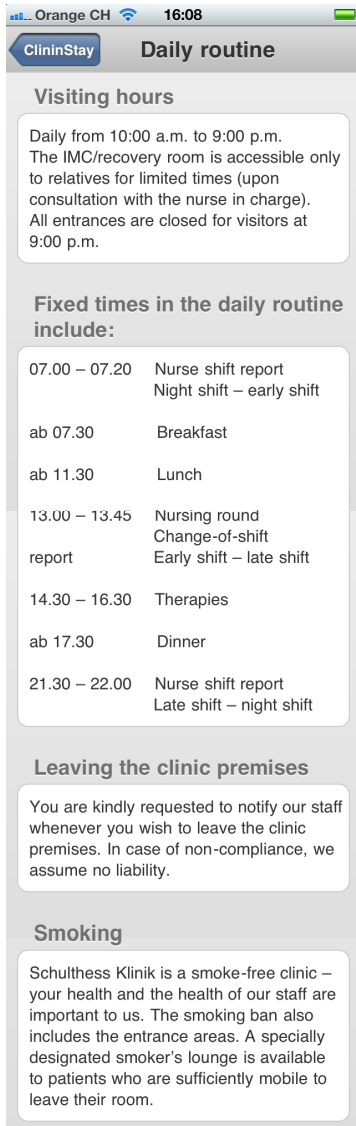 Orange CH 16:08
ClininStay Daily routine
Visiting hours
Daily from 10:00 a.m. to 9:00 p.m.
The IMC/recovery room is accessible only
to relatives for limited times (upon
consultation with the nurse in charge).
All entrances are closed for visitors at
9:00 p.m.
Fixed times in the daily routine
include:
07.00 – 07.20 Nurse shift report
Night shift – early shift
ab 07.30 Breakfast
ab 11.30 Lunch
13.00 – 13.45 Nursing round
Change-of-shift
report Early shift – late shift
14.30 – 16.30 Therapies
ab 17.30 Dinner
21.30 – 22.00 Nurse shift report
Late shift – night shift
Leaving the clinic premises
You are kindly requested to notify our staff
whenever you wish to leave the clinic
premises. In case of non-compliance, we
assume no liability.
Smoking
Schulthess Klinik is a smoke-free clinic –
your health and the health of our staff are
important to us. The smoking ban also
includes the entrance areas. A specially
designated smoker's lounge is available
to patients who are sufficiently mobile to
leave their room.